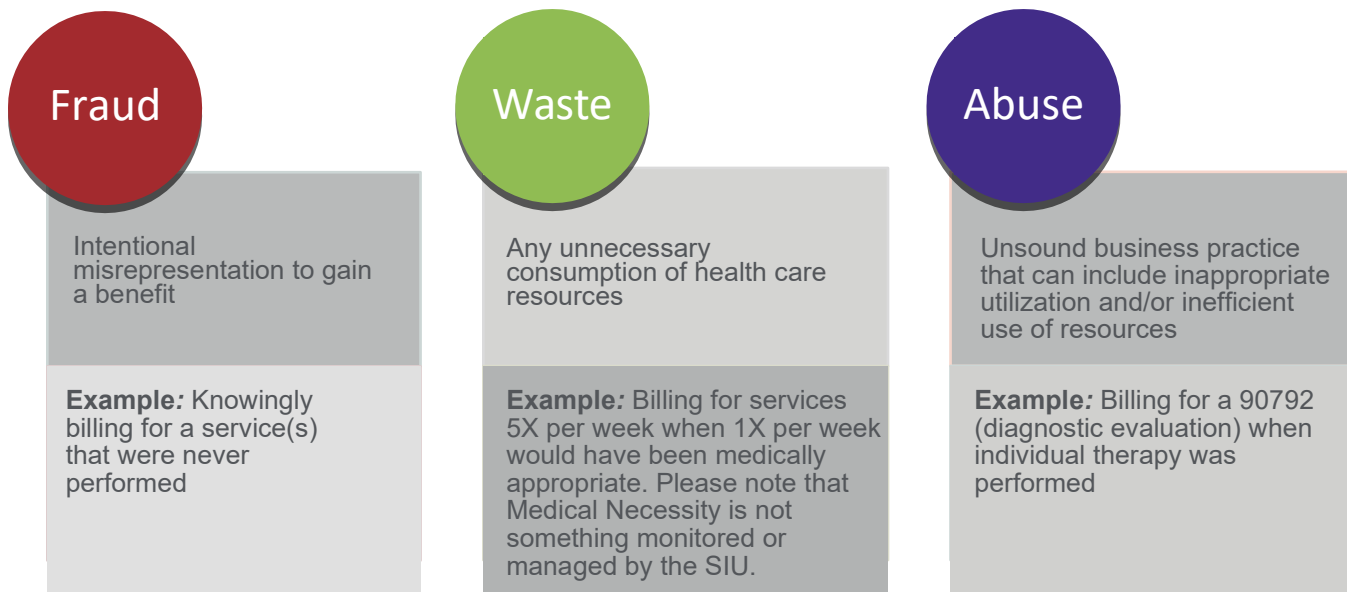 Fraud
Intentional
misrepresentation to gain
a benefit
Example: Knowingly
billing for a service(s)
that were never
performed
Waste
Any unnecessary
consumption of health care
resources
Example: Billing for services
5X per week when 1X per week
would have been medically
appropriate. Please note that
Medical Necessity is not
something monitored or
managed by the SIU.
Abuse
Unsound business practice
that can include inappropriate
utilization and/or inefficient
use of resources
Example: Billing for a 90792
(diagnostic evaluation) when
individual therapy was
performed